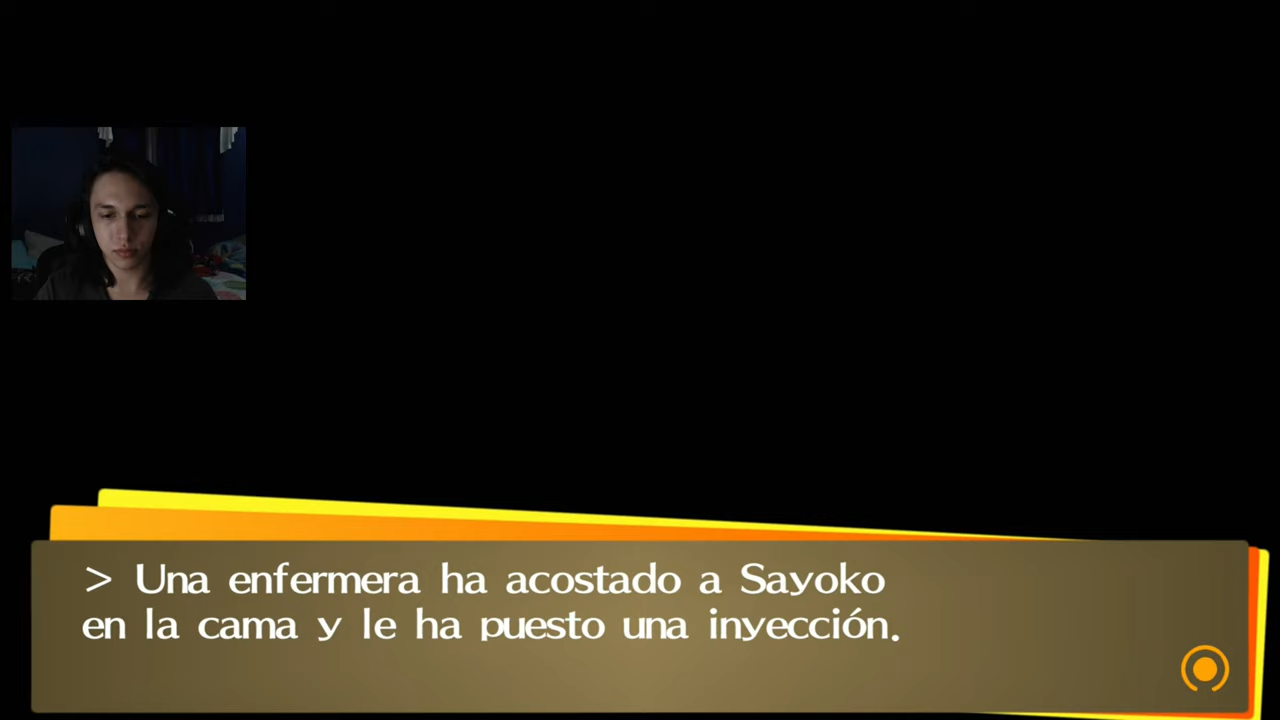 > Una enfermera ha acostado a Sayoko
en la cama y le ha puesto una inyección.